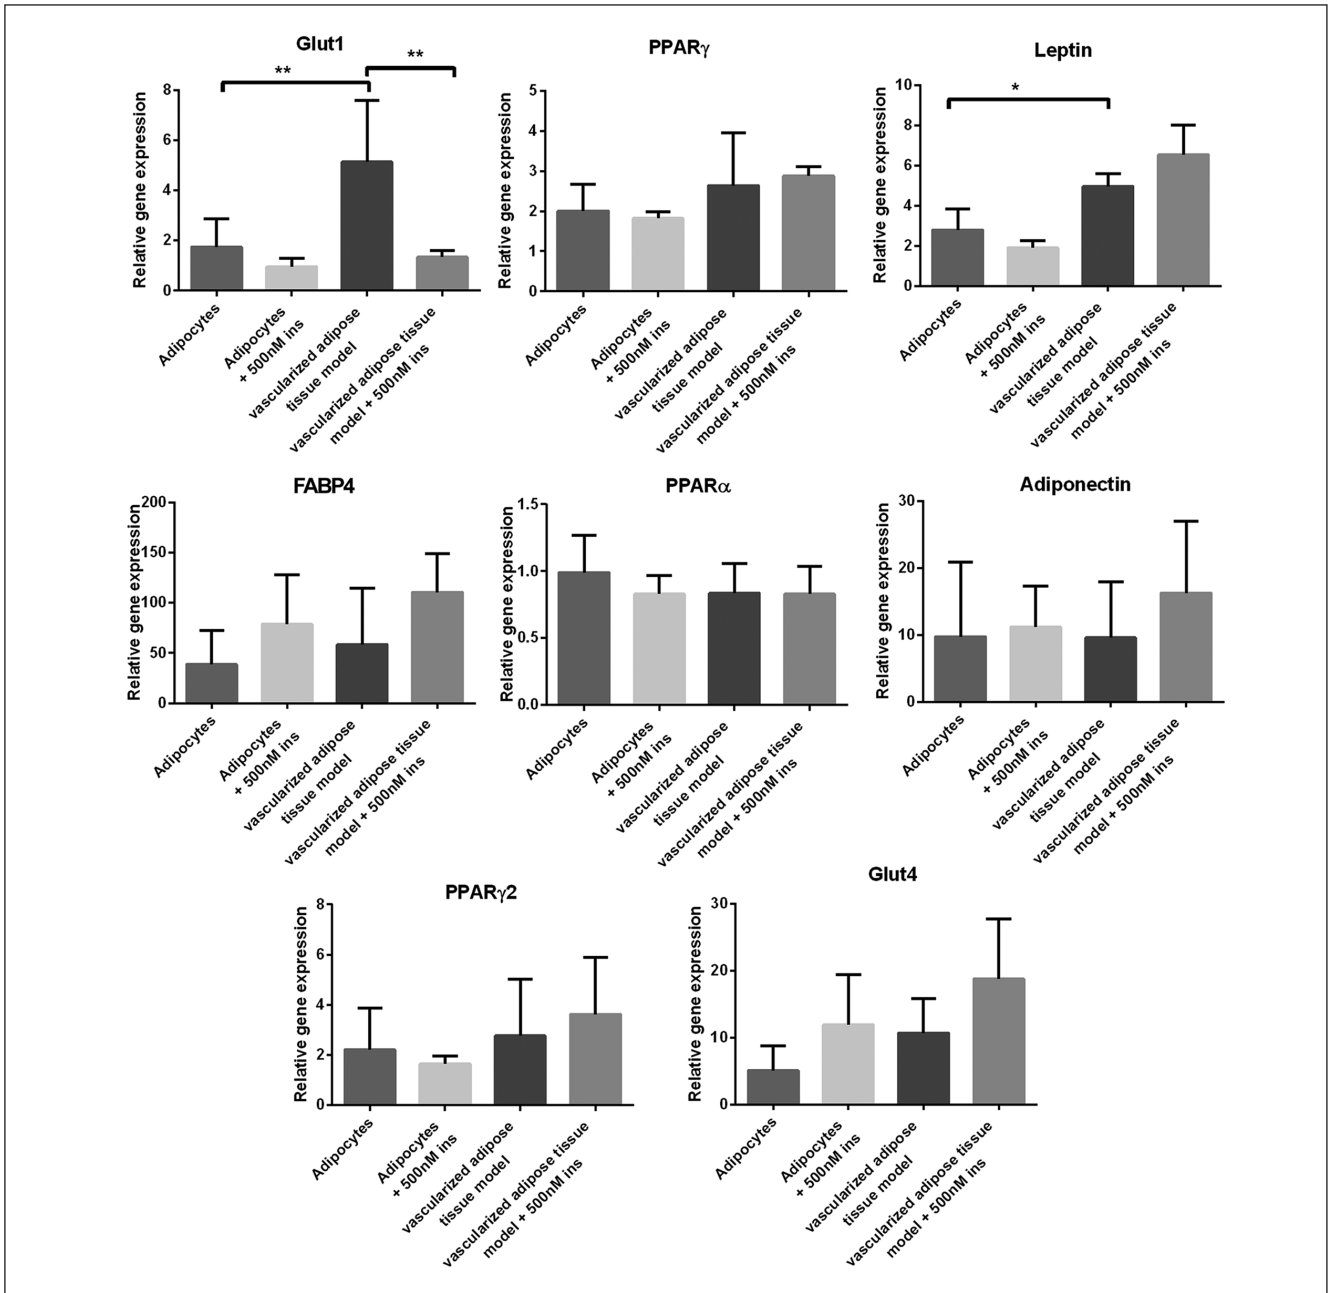 Glut1
**
**
Relative gene expression
8
6
4
2
0
Adipocytes
Adipocytes
+ 500nM ins
vascularized adipose
tissue model
vascularized adipose tissue
model + 500nM ins
PPARγ
Relative gene expression
5
4
3
2
1
0
Adipocytes
Adipocytes
+ 500nM ins
vascularized adipose
tissue model
vascularized adipose tissue
model + 500nM ins
Leptin
*
Relative gene expression
10
8
6
4
2
0
Adipocytes
Adipocytes
+ 500nM ins
vascularized adipose
tissue model
vascularized adipose tissue
model + 500nM ins
FABP4
Relative gene expression
200
150
100
50
0
Adipocytes
Adipocytes
+ 500nM ins
vascularized adipose
tissue model
vascularized adipose tissue
model + 500nM ins
PPARα
Relative gene expression
1.5
1.0
0.5
0.0
Adipocytes
Adipocytes
+ 500nM ins
vascularized adipose
tissue model
vascularized adipose tissue
model + 500nM ins
Adiponectin
Relative gene expression
30
20
10
0
Adipocytes
Adipocytes
+ 500nM ins
vascularized adipose
tissue model
vascularized adipose tissue
model + 500nM ins
PPARγ2
Relative gene expression
8
6
4
2
0
Adipocytes
Adipocytes
+ 500nM ins
vascularized adipose
tissue model
vascularized adipose tissue
model + 500nM ins
Glut4
Relative gene expression
30
20
10
0
Adipocytes
Adipocytes
+ 500nM ins
vascularized adipose
tissue model
vascularized adipose tissue
model + 500nM ins